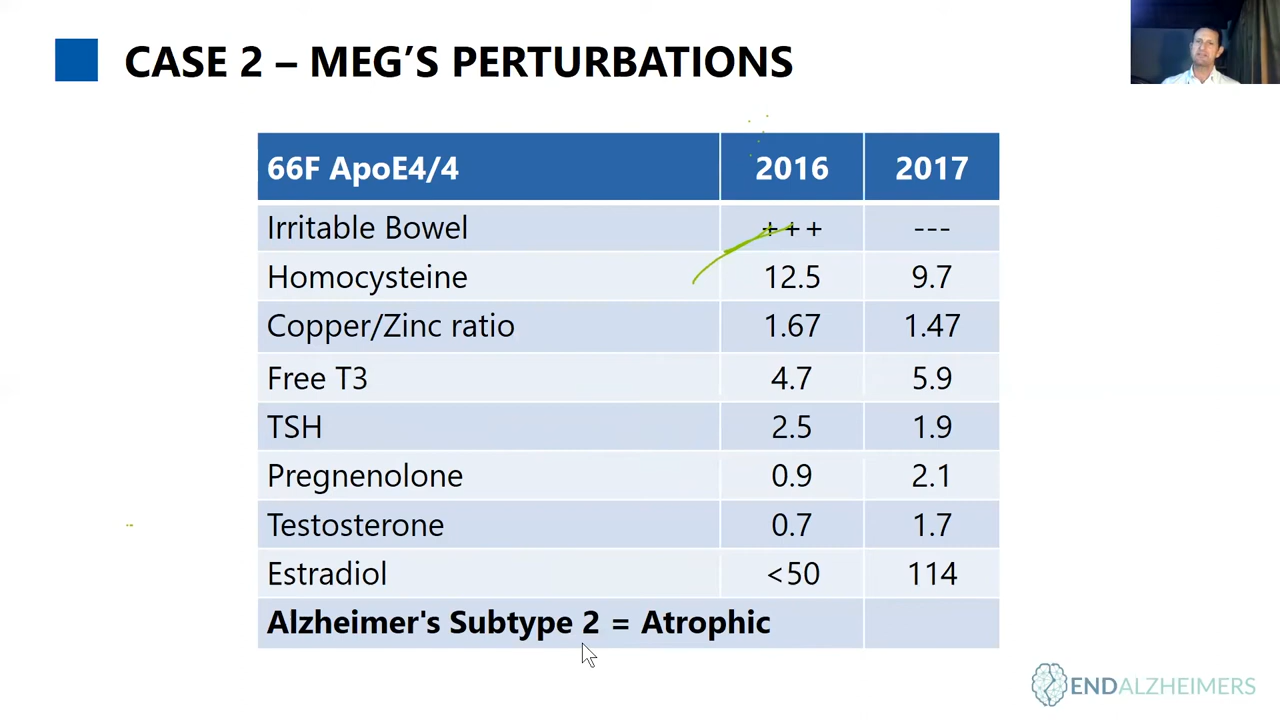 CASE 2 – MEG'S PERTURBATIONS
66F ApoE4/4 2016 2017
Irritable Bowel +++ ---
Homocysteine 12.5 9.7
Copper/Zinc ratio 1.67 1.47
Free T3 4.7 5.9
TSH 2.5 1.9
Pregnenolone 0.9 2.1
Testosterone 0.7 1.7
Estradiol <50 114
Alzheimer's Subtype 2 = Atrophic
ENDALZHEIMERS